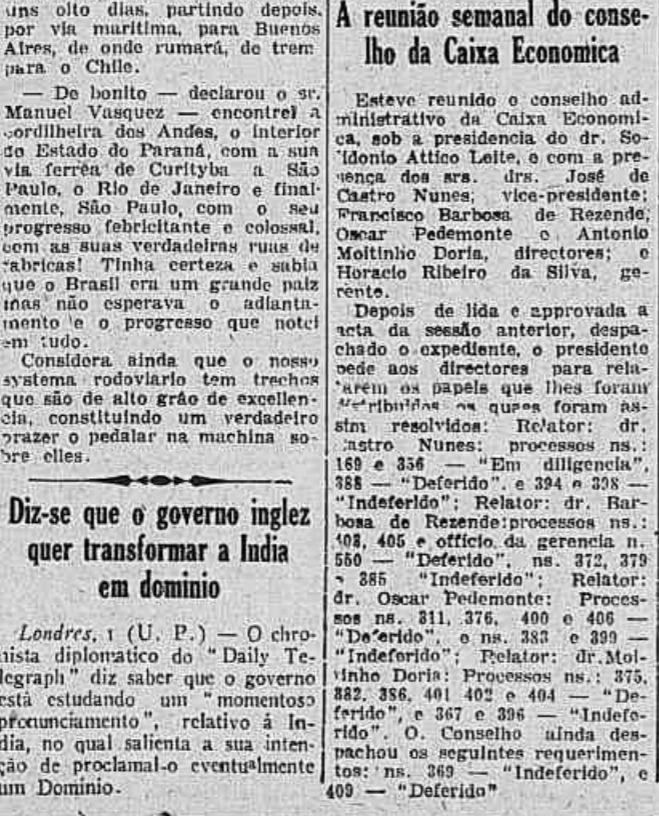 uns oito dias, partindo depois,
por via maritima, para Buenos
Aires, de onde rumará, de trem
para o Chile.
— De bonito — declarou o sr.
Manuel Vasquez — encontrei a
cordilheira dos Andes, o interior
do Estado do Paraná, com a sua
via ferrêa de Curityba a São
Paulo, o Rio de Janeiro e final-
mente, São Paulo, com o seu
progresso febricitante e colossal,
com as suas verdadeiras ruas de
fabricas! Tinha certeza e sabia
que o Brasil era um grande paiz
mas não esperava o adianta-
mento e o progresso que notei
em tudo.
Considera ainda que o nosso
systema rodoviario tem trechos
que são de alto gráo de excellen-
cia, constituindo um verdadeiro
prazer o pedalar na machina so-
bre elles.
Diz-se que o governo inglez
quer transformar a India
em dominio
Londres, 1 (U. P.) — O chro-
nista diplomatico do "Daily Te-
legraph" diz saber que o governo
está estudando um "momentoso
pronunciamento", relativo á In-
dia, no qual salienta a sua inten-
ção de proclamal-o eventualmente
um Dominio.
A reunião semanal do conse-
lho da Caixa Economica
Esteve reunido o conselho ad-
ministrativo da Caixa Economi-
ca, sob a presidencia do dr. So-
lidonio Attico Leite, e com a pre-
sença dos srs. drs. José de
Castro Nunes; vice-presidente;
Francisco Barbosa de Rezende,
Oscar Pedemonte e Antonio
Moitinho Doria, directores; e
Horacio Ribeiro da Silva, ge-
rente.
Depois de lida e approvada a
acta da sessão anterior, despa-
chado o expediente, o presidente
pede aos directores para rela-
tarem os papeis que lhes foram
distribuidos os quaes foram as-
sim resolvidos: Relator: dr.
Castro Nunes: processos ns.:
169 e 356 — "Em diligencia",
388 — "Deferido", e 394 e 398 —
"Indeferido"; Relator: dr. Bar-
bosa de Rezende:processos ns.:
408, 405 e officio da gerencia n.
550 — "Deferido", ns. 372, 379
e 385 "Indeferido"; Relator:
dr. Oscar Pedemonte: Proces-
sos ns. 311, 376, 400 e 406 —
"Deferido", e ns. 383 e 399 —
"Indeferido"; Relator: dr.Moi-
tinho Doria: Processos ns.: 375,
382, 386, 401 402 e 404 — "De-
ferido", e 367 e 396 — "Indefe-
rido". O. Conselho ainda des-
pachou os seguintes requerimen-
tos: ns. 369 — "Indeferido", e
409 — "Deferido"